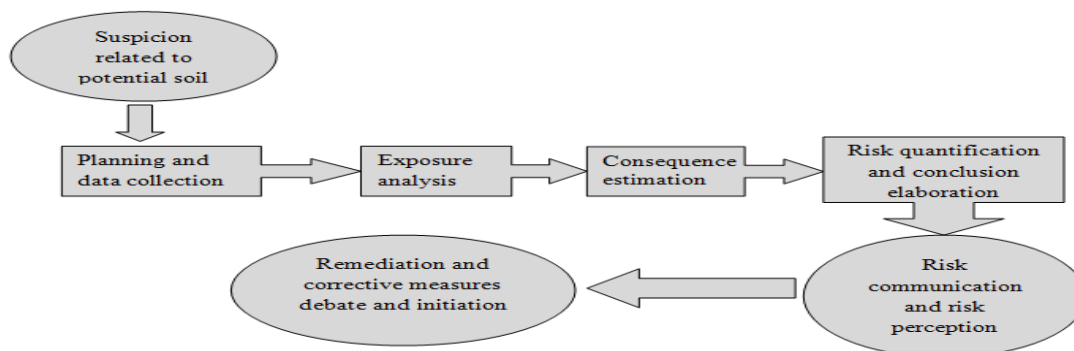 Suspicion
related to
potential soil
Planning and
data collection
Exposure
analysis
Consequence
estimation
Risk quantification
and conclusion
elaboration
Risk
communication
and risk
perception
Remediation and
corrective measures
debate and initiation